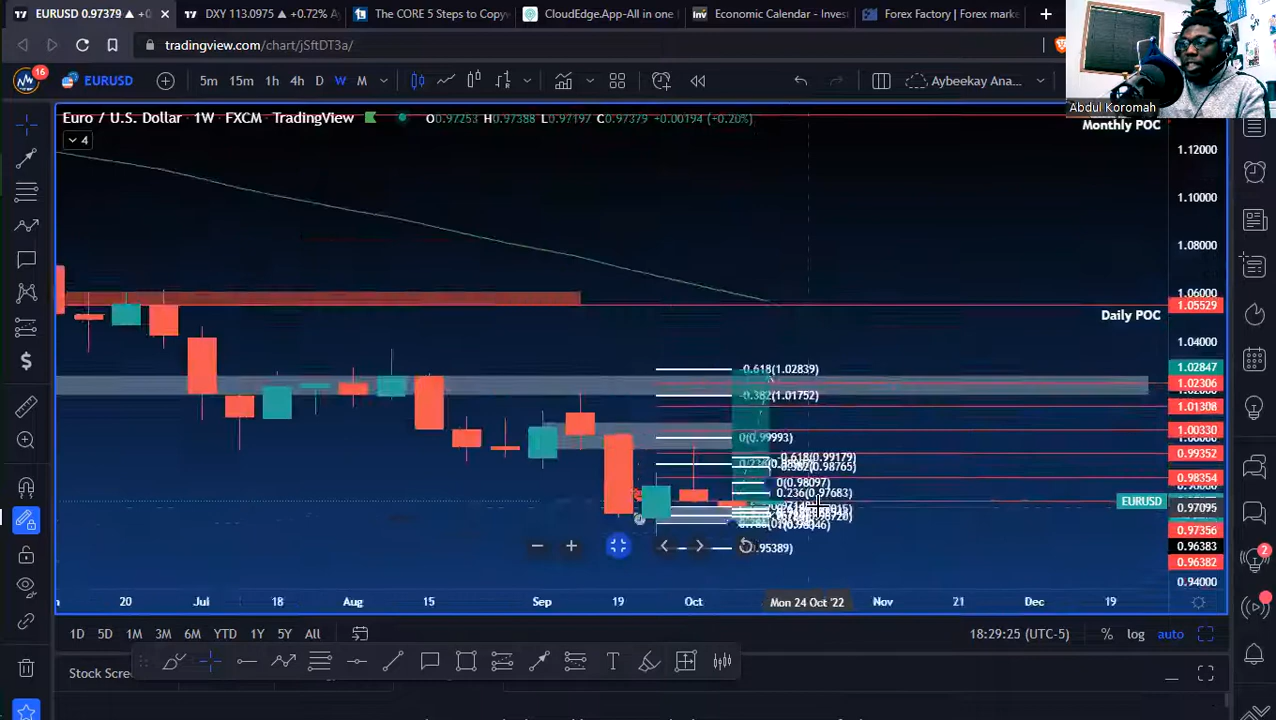 EURUSD 0.97379 ▲ +0
DXY 113.0975 ▲ +0.72% A
The CORE 5 Steps to Copy
CloudEdge.App-All in one
Economic Calendar - Inves
Forex Factory | Forex marke
tradingview.com/chart/jSftDT3a/
Abdul Koromah
16
EURUSD
5m 15m 1h 4h D W M
Aybeekay Ana...
Euro / U.S. Dollar · 1W · FXCM · TradingView
O0.97253 H0.97388 L0.97197 C0.97379 +0.00194 (+0.20%)
4
Monthly POC
1.12000
1.10000
1.08000
1.06000
1.05529
Daily POC
1.04000
-0.618(1.02839)
1.02847
1.02306
-0.382(1.01752)
1.01308
0(0.99993)
1.00330
-0.618(0.99179)
0.99352
0(0.98097)
0.98354
0.236(0.97683)
EURUSD
0.97095
0.97356
0.96383
0.95389)
0.96382
0.94000
20 Jul 18 Aug 15 Sep 19 Oct Mon 24 Oct '22 Nov 21 Dec 19
1D 5D 1M 3M 6M YTD 1Y 5Y All
18:29:25 (UTC-5)
% log auto
Stock Scre
2